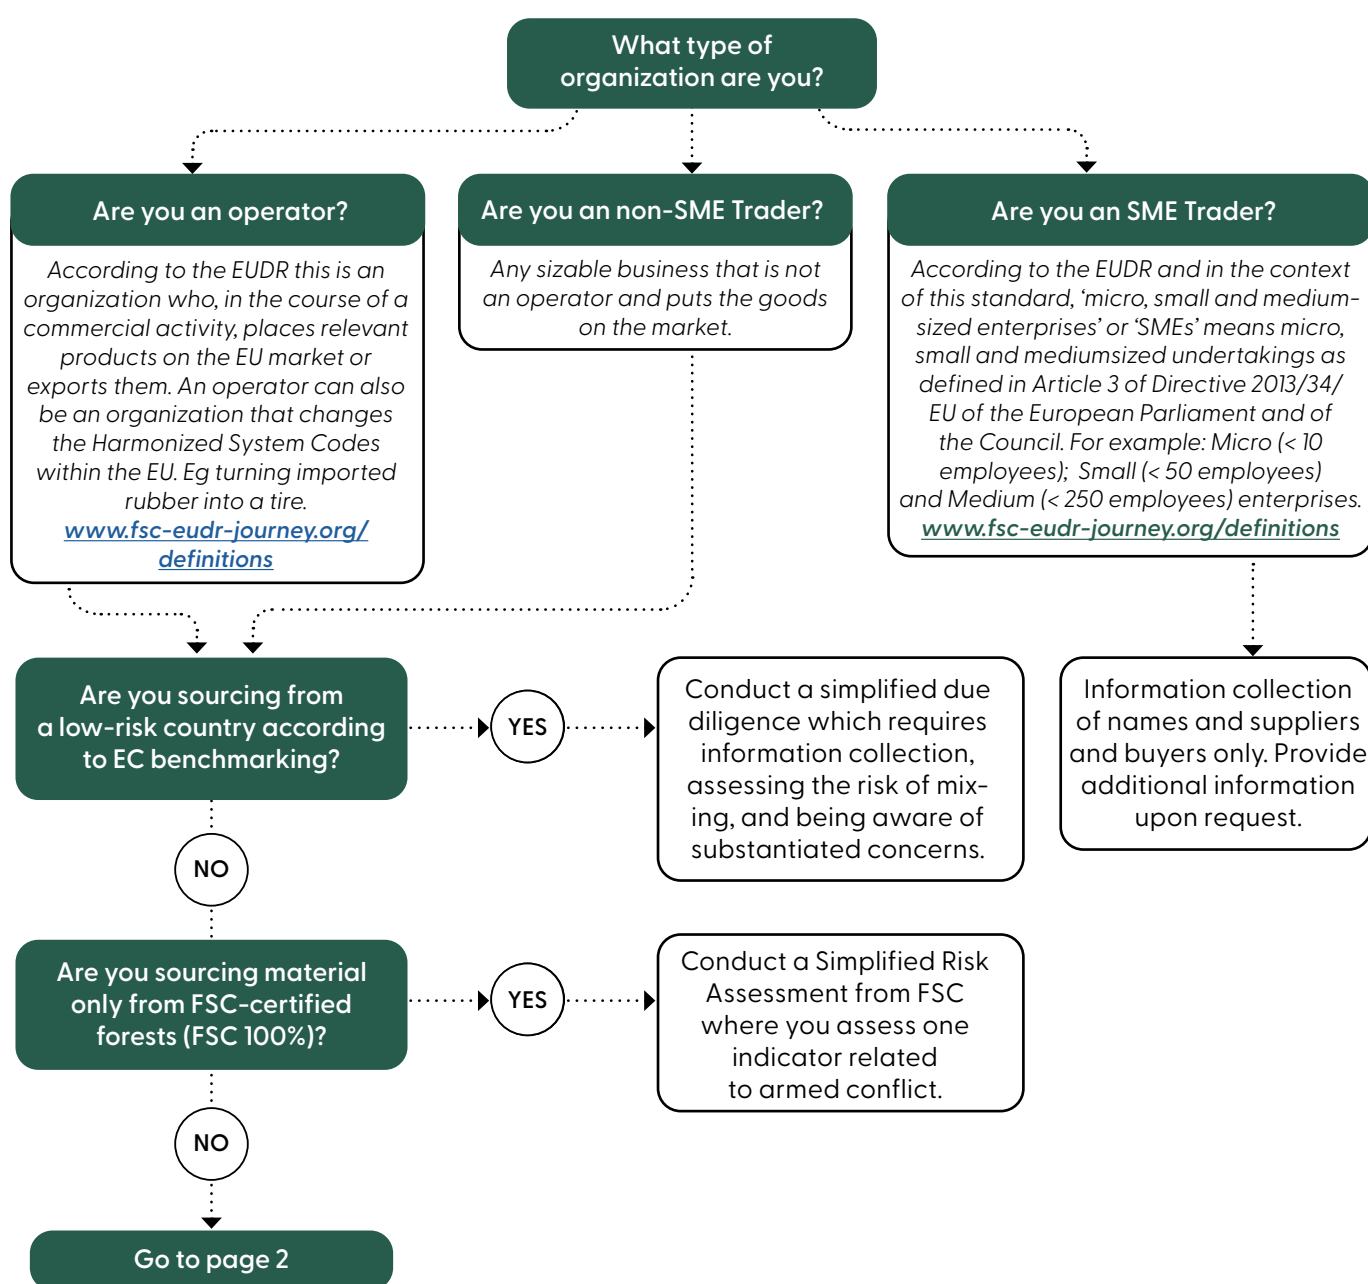 What type of
organization are you?
Are you an operator?
According to the EUDR this is an
organization who, in the course of a
commercial activity, places relevant
products on the EU market or
exports them. An operator can also
be an organization that changes
the Harmonized System Codes
within the EU. Eg turning imported
rubber into a tire.
www.fsc-eudr-journey.org/
definitions
Are you an non-SME Trader?
Any sizable business that is not
an operator and puts the goods
on the market.
Are you an SME Trader?
According to the EUDR and in the context
of this standard, ‘micro, small and medium-
sized enterprises’ or ‘SMEs’ means micro,
small and mediumsized undertakings as
defined in Article 3 of Directive 2013/34/
EU of the European Parliament and of
the Council. For example: Micro (< 10
employees);  Small (< 50 employees)
and Medium (< 250 employees) enterprises.
www.fsc-eudr-journey.org/definitions
Are you sourcing from
a low-risk country according
to EC benchmarking?
YES
Conduct a simplified due
diligence which requires
information collection,
assessing the risk of mix-
ing, and being aware of
substantiated concerns.
Information collection
of names and suppliers
and buyers only. Provide
additional information
upon request.
NO
Are you sourcing material
only from FSC-certified
forests (FSC 100%)?
YES
Conduct a Simplified Risk
Assessment from FSC
where you assess one
indicator related
to armed conflict.
NO
Go to page 2